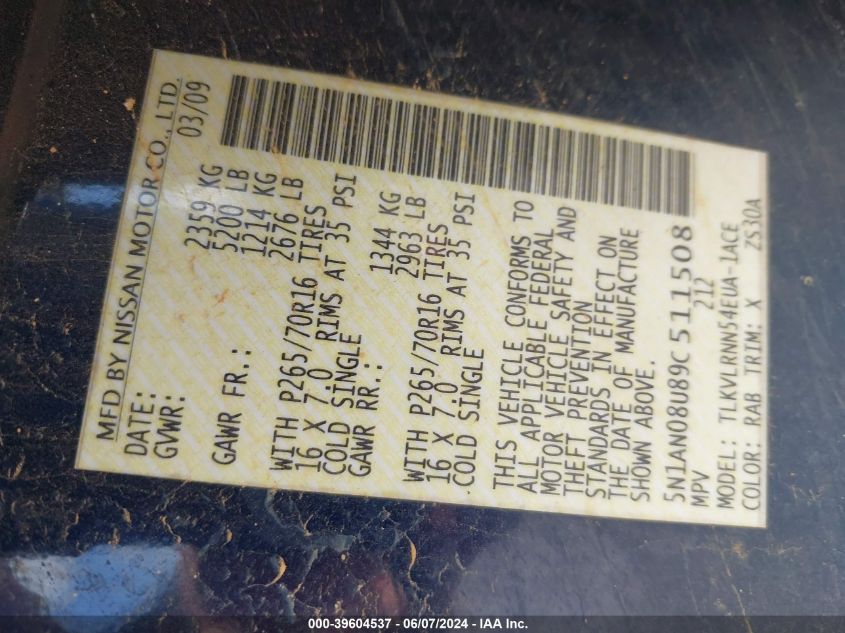 MFD BY NISSAN MOTOR CO., LTD.
DATE: 03/09
GVWR: 2359 KG
5200 LB
GAWR FR.: 1214 KG
2676 LB
WITH P265/70R16 TIRES
16 X 7.0 RIMS AT 35 PSI
COLD SINGLE
GAWR RR.: 1344 KG
2963 LB
WITH P265/70R16 TIRES
16 X 7.0 RIMS AT 35 PSI
COLD SINGLE
THIS VEHICLE CONFORMS TO
ALL APPLICABLE FEDERAL
MOTOR VEHICLE SAFETY AND
THEFT PREVENTION
STANDARDS IN EFFECT ON
THE DATE OF MANUFACTURE
SHOWN ABOVE.
5N1AN08U89C511508
MPV 212
MODEL: TLKVLRNN54EUA-1ACE
COLOR: RAB TRIM: X ZS30A
000-39604537 - 06/07/2024 - IAA Inc.